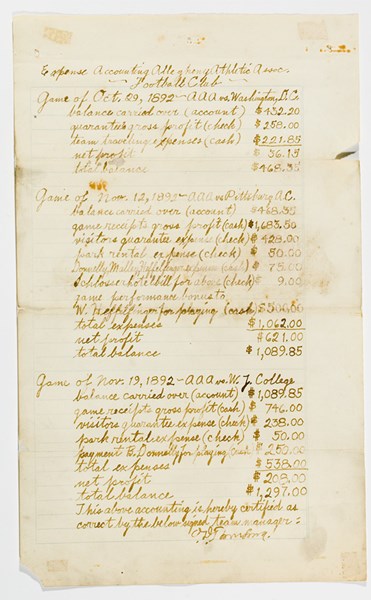 Expense Accounting Allegheny Athletic Assoc.
Football Club
Game of Oct. 29, 1892 - AAA vs. Washington D.C.
balance carried over (account) $432.20
guarantee gross profit (check) $258.00
team traveling expenses (cash) $221.85
net profit $36.15
total balance $468.35
Game of Nov. 12, 1892 - AAA vs Pittsburg A.C.
balance carried over (account) $468.35
game receipts gross profit (cash) $1,683.50
visitors guarantee expense (check) $428.00
park rental expense (check) $50.00
Donnelly, Malley, Heffelfinger expenses (cash) $75.00
Schlosser hotel bill for above (check) $9.00
game performance bonus to
W. Heffelfinger for playing (cash) $500.00
total expenses $1,062.00
net profit $621.00
total balance $1,089.85
Game of Nov. 19, 1892 - AAA vs. W. J. College
balance carried over (account) $1,089.85
game receipts gross profit (cash) $746.00
visitors guarantee expense (check) $238.00
park rental expense (check) $50.00
payment B. Donnelly for playing (cash) $250.00
total expenses $538.00
net profit $208.00
total balance $1,297.00
This above accounting is hereby certified as
correct by the below signed team manager: